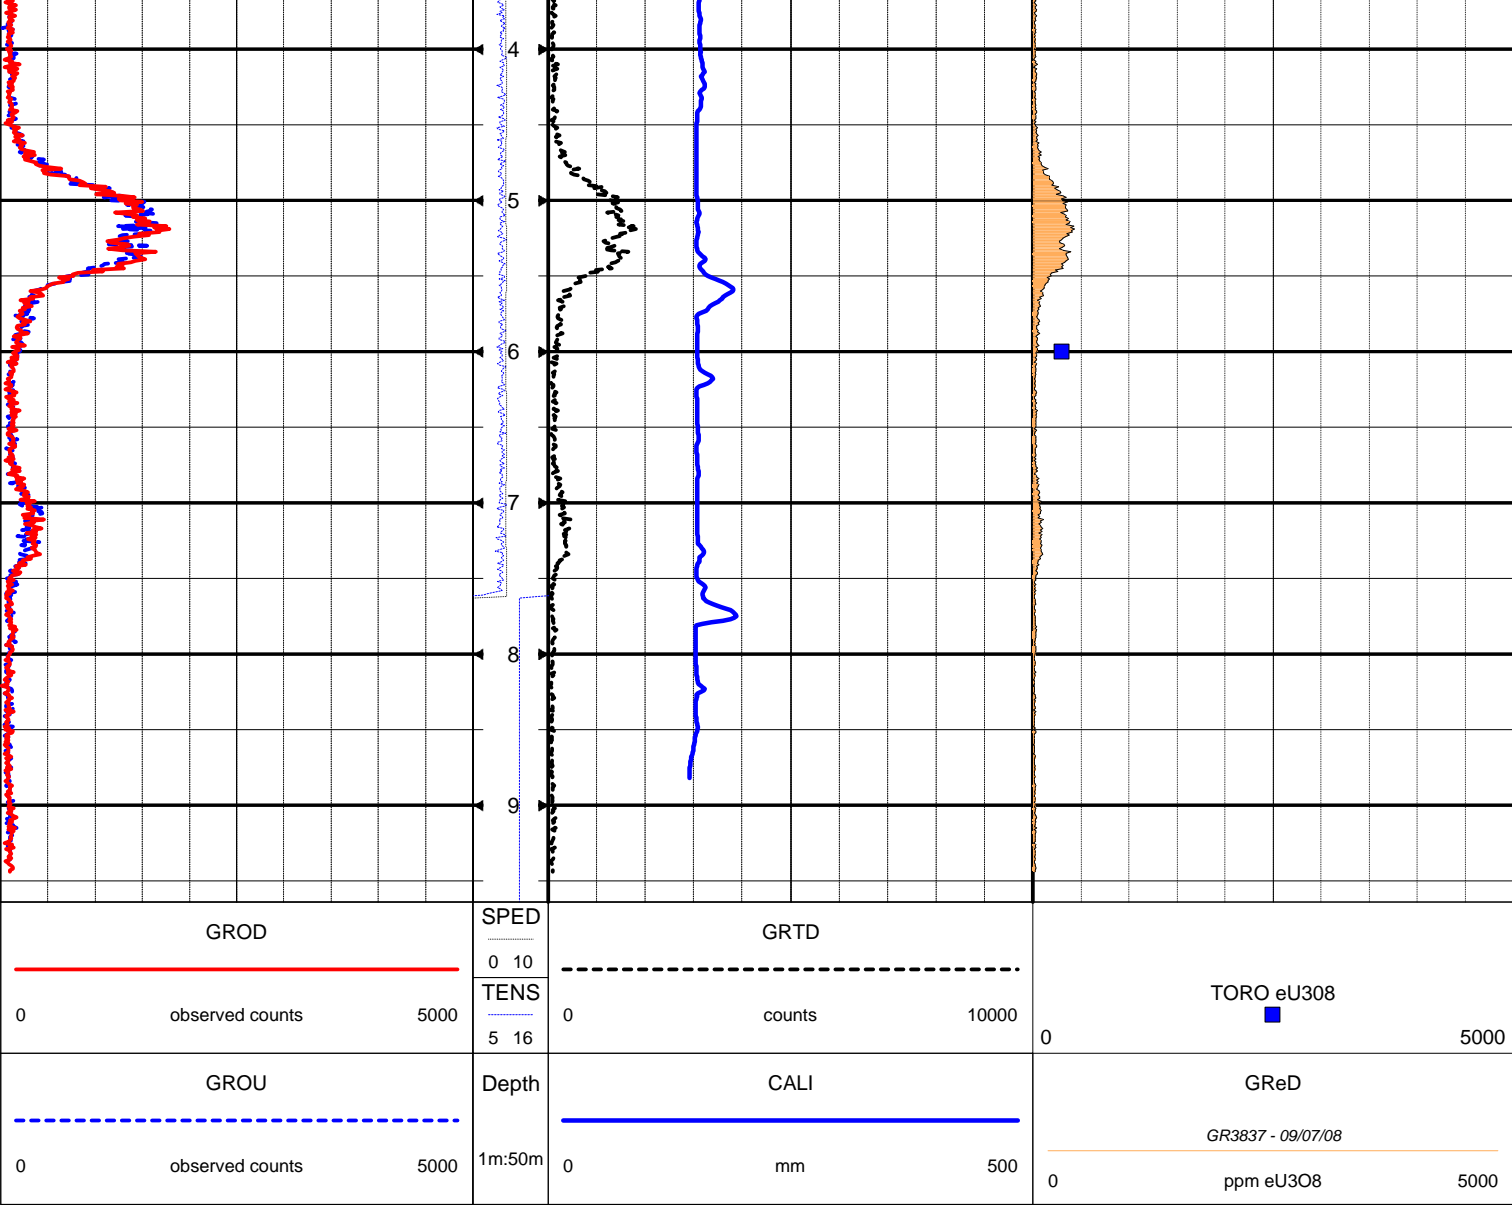 4
5
6
7
8
9
GROD
0 observed counts 5000
SPED
0 10
TENS
5 16
GRTD
0 counts 10000
TORO eU308
0 5000
GROU
0 observed counts 5000
Depth
1m:50m
CALI
0 mm 500
GReD
GR3837 - 09/07/08
0 ppm eU3O8 5000